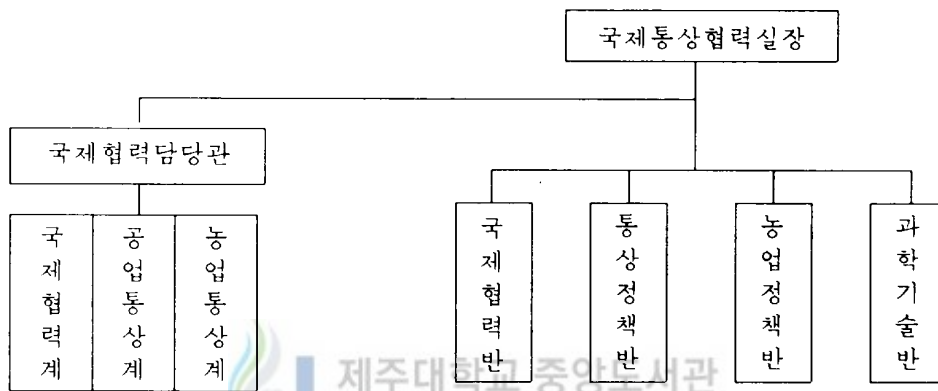 국제통상협력실장
국제협력담당관
국제협력계
공업통상계
농업통상계
국제협력반
통상정책반
농업정책반
과학기술반
제주대학교 중앙도서관